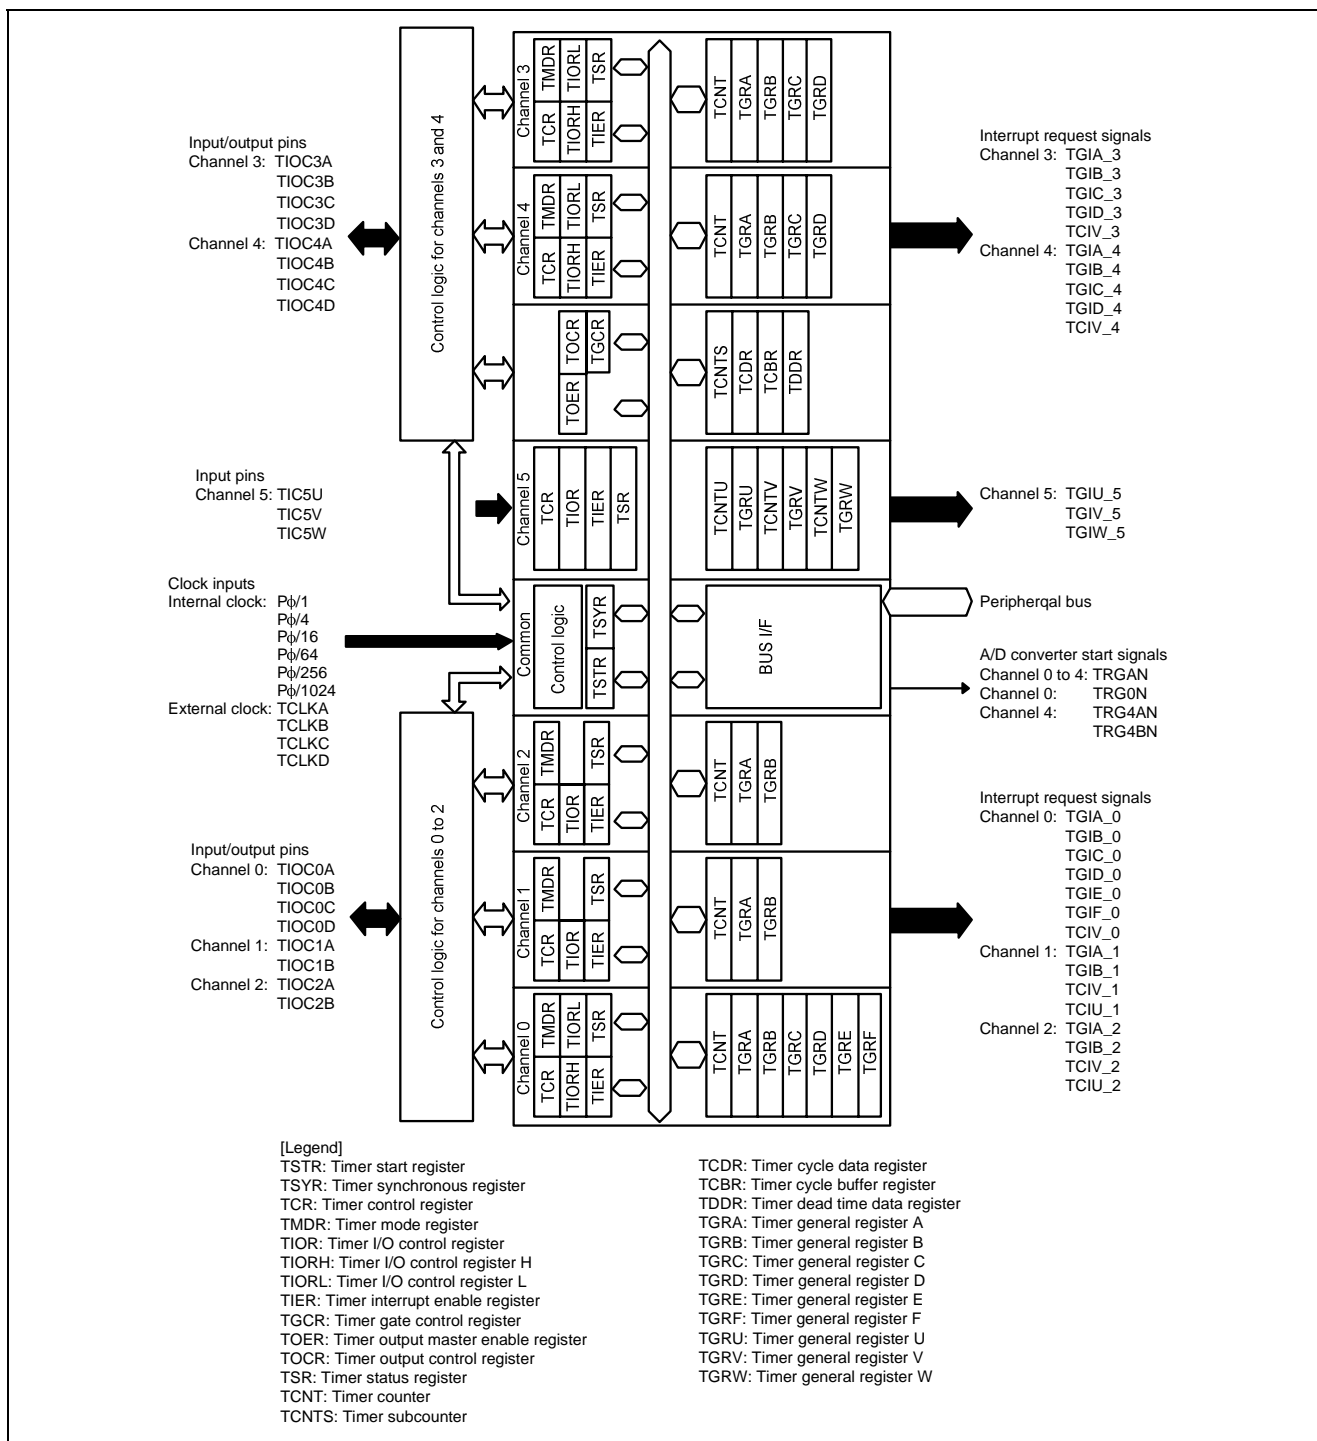 Input/output pins
Channel 3: TIOC3A
TIOC3B
TIOC3C
TIOC3D
Channel 4: TIOC4A
TIOC4B
TIOC4C
TIOC4D
Input pins
Channel 5: TIC5U
TIC5V
TIC5W
Clock inputs
Internal clock: Pϕ/1
Pϕ/4
Pϕ/16
Pϕ/64
Pϕ/256
Pϕ/1024
External clock: TCLKA
TCLKB
TCLKC
TCLKD
Input/output pins
Channel 0: TIOC0A
TIOC0B
TIOC0C
TIOC0D
Channel 1: TIOC1A
TIOC1B
Channel 2: TIOC2A
TIOC2B
Control logic for channels 3 and 4
Control logic for channels 0 to 2
Channel 3
TCR
TMDR
TIORH
TIORL
TIER
TSR
TCNT
TGRA
TGRB
TGRC
TGRD
Channel 4
TCR
TMDR
TIORH
TIORL
TIER
TSR
TCNT
TGRA
TGRB
TGRC
TGRD
TOER
TOCR
TGCR
TCNTS
TCDR
TCBR
TDDR
Channel 5
TCR
TIOR
TIER
TSR
TCNTU
TGRU
TCNTV
TGRV
TCNTW
TGRW
Common
Control logic
TSTR
TSYR
BUS I/F
Channel 2
TCR
TMDR
TIOR
TIER
TSR
TCNT
TGRA
TGRB
Channel 1
TCR
TMDR
TIOR
TIER
TSR
TCNT
TGRA
TGRB
Channel 0
TCR
TMDR
TIORH
TIORL
TIER
TSR
TCNT
TGRA
TGRB
TGRC
TGRD
TGRE
TGRF
Interrupt request signals
Channel 3: TGIA_3
TGIB_3
TGIC_3
TGID_3
TCIV_3
Channel 4: TGIA_4
TGIB_4
TGIC_4
TGID_4
TCIV_4
Channel 5: TGIU_5
TGIV_5
TGIW_5
Peripherqal bus
A/D converter start signals
Channel 0 to 4: TRGAN
Channel 0: TRG0N
Channel 4: TRG4AN
TRG4BN
Interrupt request signals
Channel 0: TGIA_0
TGIB_0
TGIC_0
TGID_0
TGIE_0
TGIF_0
TCIV_0
Channel 1: TGIA_1
TGIB_1
TCIV_1
TCIU_1
Channel 2: TGIA_2
TGIB_2
TCIV_2
TCIU_2
[Legend]
TSTR: Timer start register
TSYR: Timer synchronous register
TCR: Timer control register
TMDR: Timer mode register
TIOR: Timer I/O control register
TIORH: Timer I/O control register H
TIORL: Timer I/O control register L
TIER: Timer interrupt enable register
TGCR: Timer gate control register
TOER: Timer output master enable register
TOCR: Timer output control register
TSR: Timer status register
TCNT: Timer counter
TCNTS: Timer subcounter
TCDR: Timer cycle data register
TCBR: Timer cycle buffer register
TDDR: Timer dead time data register
TGRA: Timer general register A
TGRB: Timer general register B
TGRC: Timer general register C
TGRD: Timer general register D
TGRE: Timer general register E
TGRF: Timer general register F
TGRU: Timer general register U
TGRV: Timer general register V
TGRW: Timer general register W